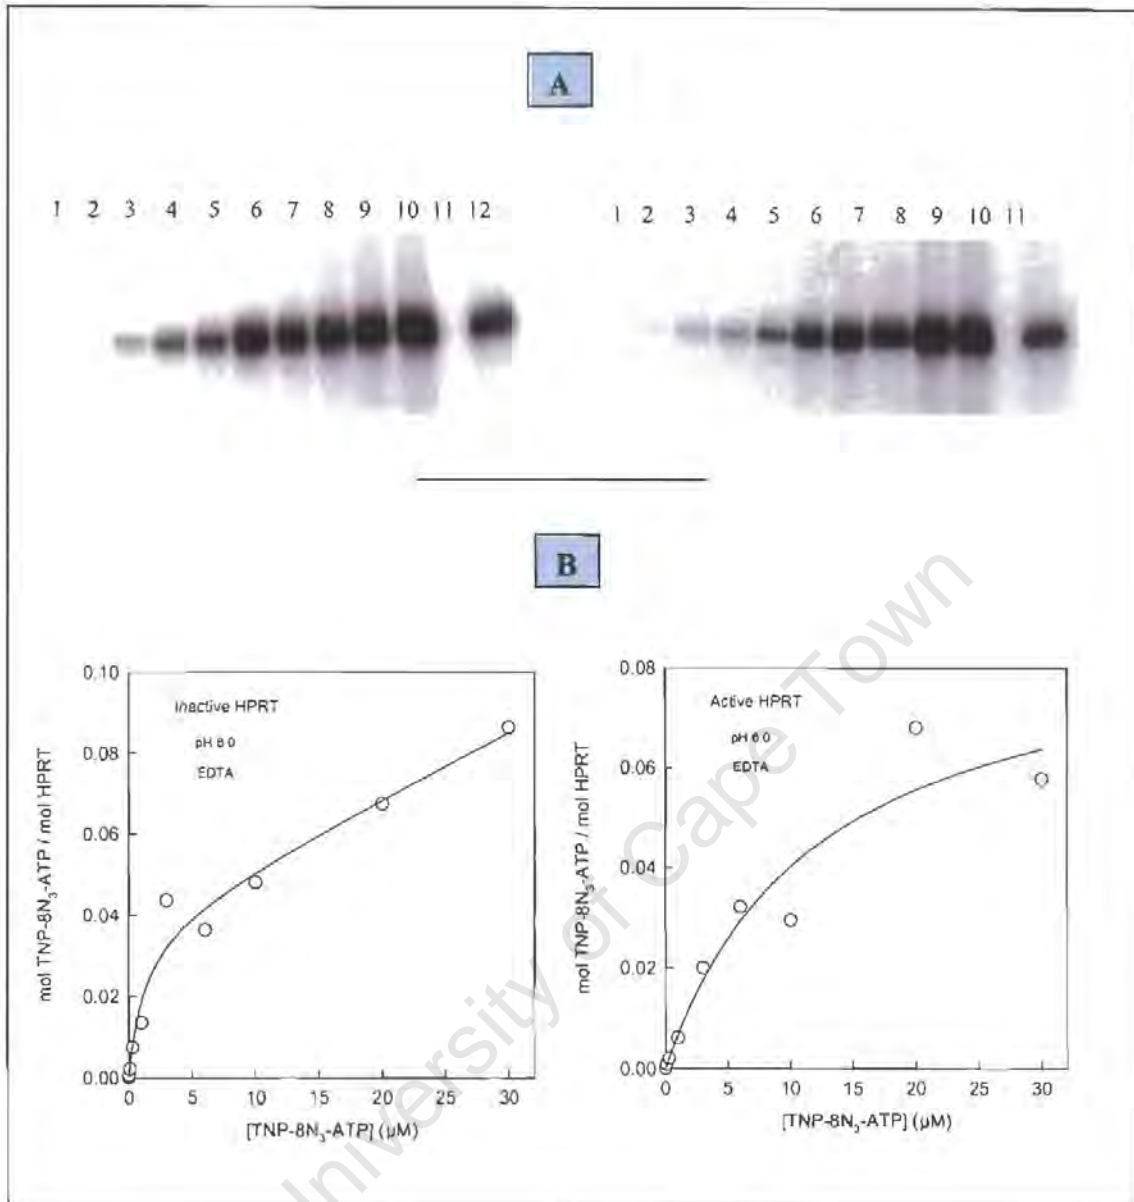 A
1 2 3 4 5 6 7 8 9 10 11 12
1 2 3 4 5 6 7 8 9 10 11
B
0.10
0.08
0.06
0.04
0.02
0.00
0 5 10 15 20 25 30
mol TNP-8N₃-ATP / mol HPRT
Inactive HPRT
pH 6.0
EDTA
[TNP-8N₃-ATP] (µM)
0.08
0.06
0.04
0.02
0.00
0 5 10 15 20 25 30
mol TNP-8N₃-ATP / mol HPRT
Active HPRT
pH 6.0
EDTA
[TNP-8N₃-ATP] (µM)
University of Cape Town